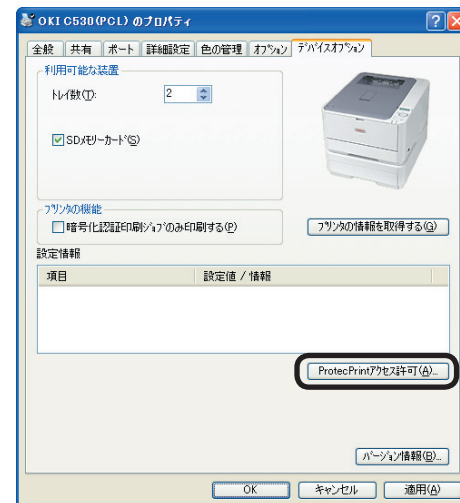 OKI C530(PCL) のプロパティ
全般 共有 ポート 詳細設定 色の管理 オプション デバイスオプション
利用可能な装置
トレイ数(T): 2
SDメモリーカード(S)
プリンタの機能
暗号化認証印刷ジョブのみ印刷する(P)
プリンタの情報を取得する(G)
設定情報
項目 設定値 / 情報
ProtecPrintアクセス許可(A)...
バージョン情報(B)...
OK キャンセル 適用(A)